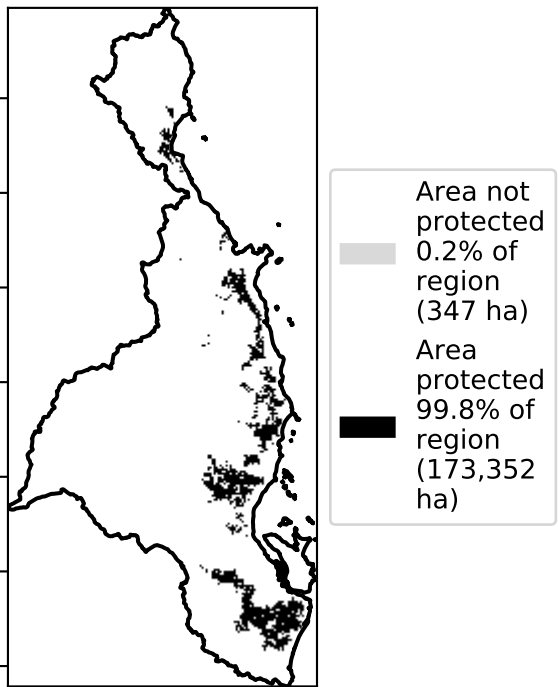 Area not
protected
0.2% of
region
(347 ha)
Area
protected
99.8% of
region
(173,352
ha)